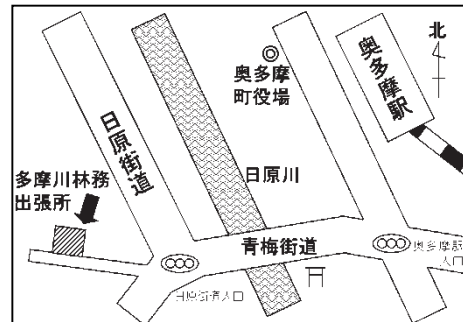 北
奥多摩駅
奥多摩
町役場
日原街道
日原川
多摩川林務
出張所
青梅街道
奥多摩駅
入口
日原街道入口